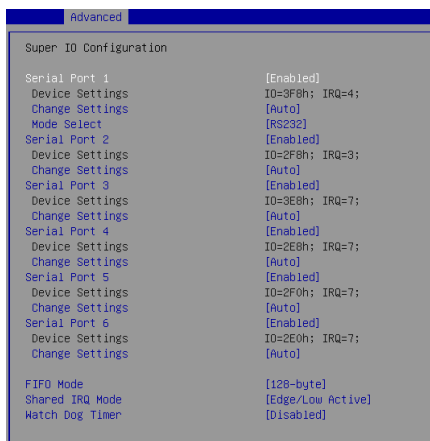 Advanced
Super IO Configuration
Serial Port 1 [Enabled]
Device Settings IO=3F8h; IRQ=4;
Change Settings [Auto]
Mode Select [RS232]
Serial Port 2 [Enabled]
Device Settings IO=2F8h; IRQ=3;
Change Settings [Auto]
Serial Port 3 [Enabled]
Device Settings IO=3E8h; IRQ=7;
Change Settings [Auto]
Serial Port 4 [Enabled]
Device Settings IO=2E8h; IRQ=7;
Change Settings [Auto]
Serial Port 5 [Enabled]
Device Settings IO=2F0h; IRQ=7;
Change Settings [Auto]
Serial Port 6 [Enabled]
Device Settings IO=2E0h; IRQ=7;
Change Settings [Auto]
FIFO Mode [128-byte]
Shared IRQ Mode [Edge/Low Active]
Watch Dog Timer [Disabled]